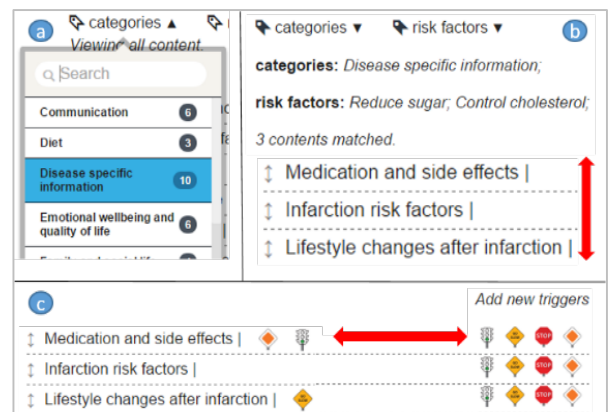 a
categories ▲
Viewing all content.
Search
Communication 6
Diet 3
Disease specific
information 10
Emotional wellbeing and
quality of life 6
categories ▼ risk factors ▼
b
categories: Disease specific information;
risk factors: Reduce sugar; Control cholesterol;
3 contents matched.
Medication and side effects |
Infarction risk factors |
Lifestyle changes after infarction |
c
Add new triggers
Medication and side effects |
STOP
Infarction risk factors |
STOP
Lifestyle changes after infarction |
STOP